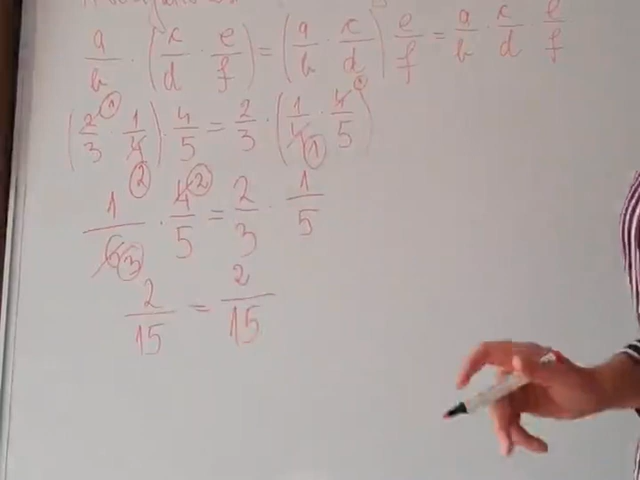 a/b · (c/d · e/f) = (a/b · c/d) e/f = a/b · c/d · e/f
(2/3 · 1/4) · 4/5 = 2/3 · (1/4 · 4/5)
1/6 · 4/5 = 2/3 · 1/5
2/15 = 2/15